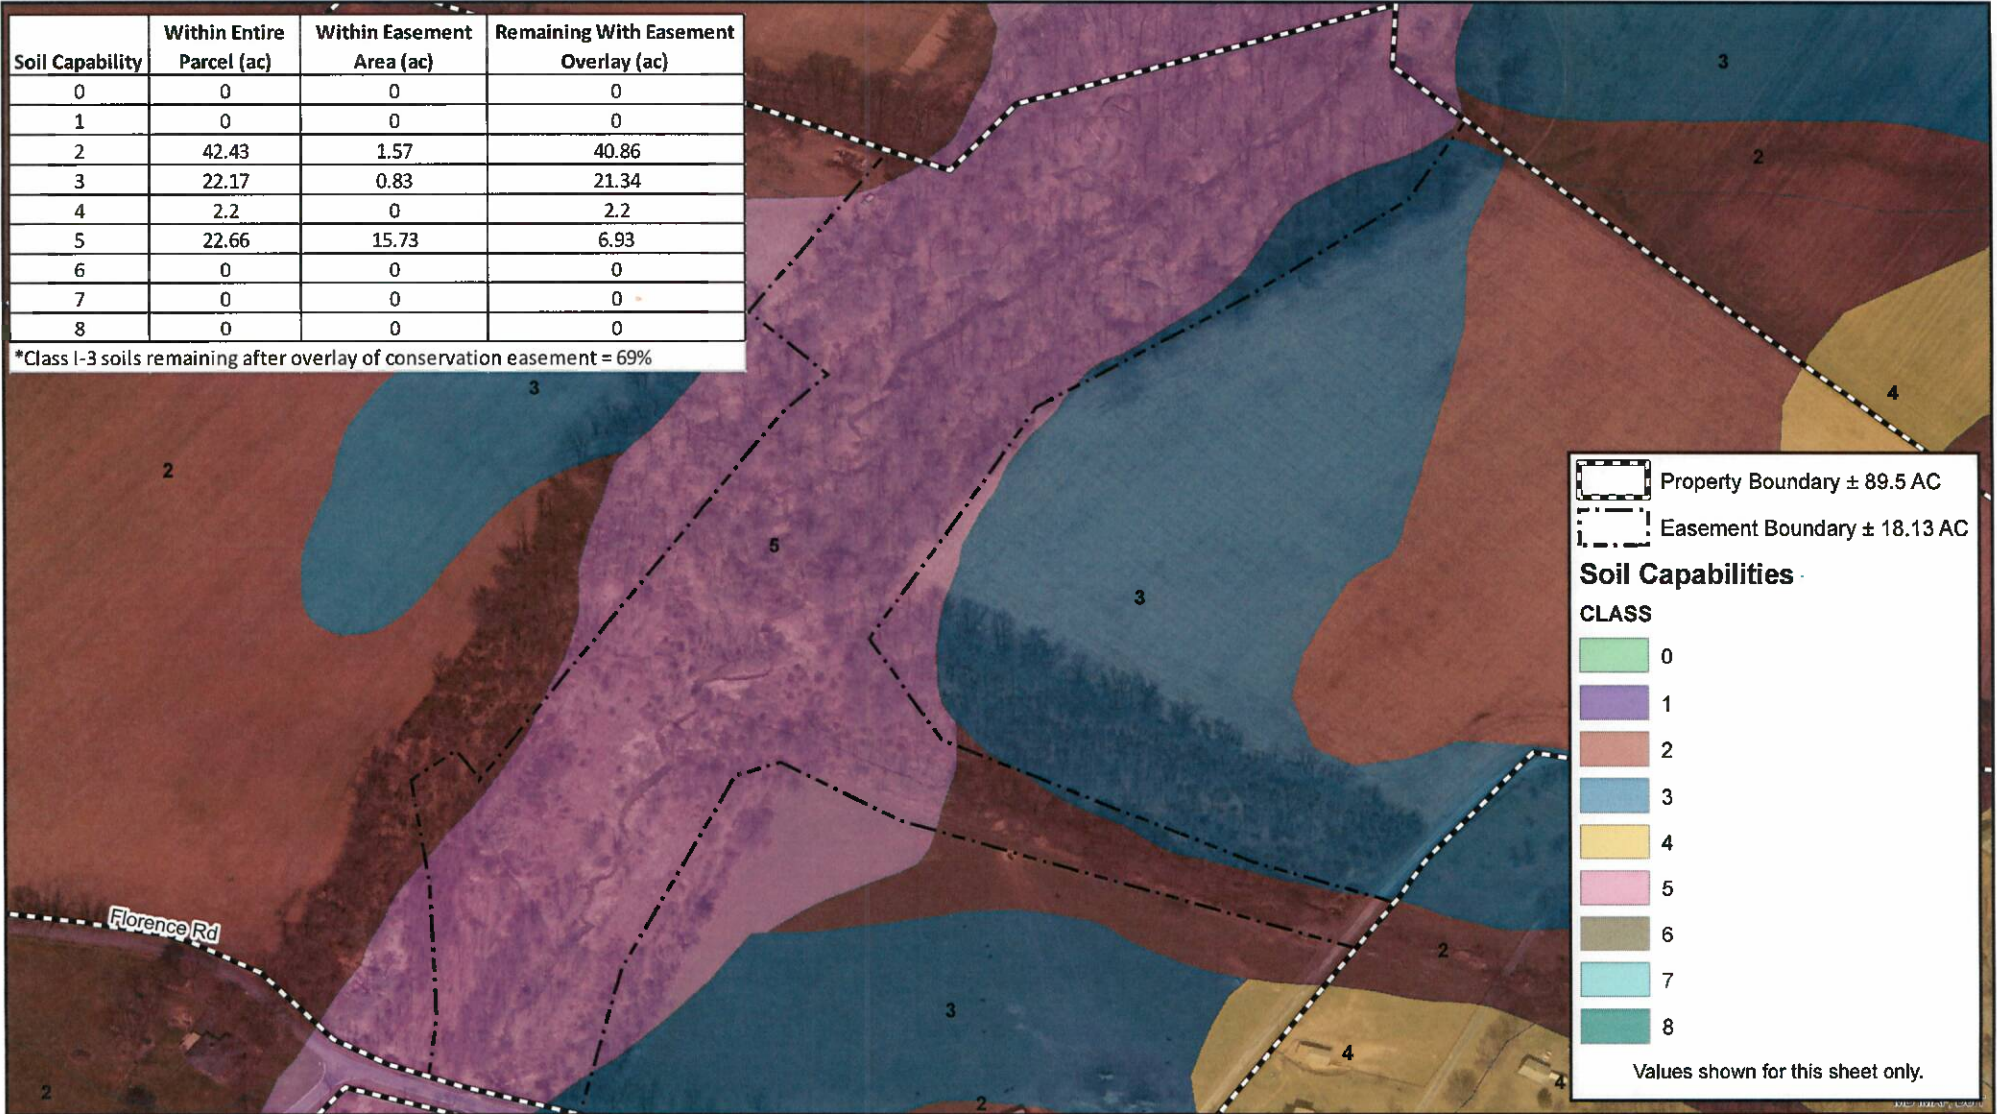 Soil Capability | Within Entire Parcel (ac) | Within Easement Area (ac) | Remaining With Easement Overlay (ac)
0 | 0 | 0 | 0
1 | 0 | 0 | 0
2 | 42.43 | 1.57 | 40.86
3 | 22.17 | 0.83 | 21.34
4 | 2.2 | 0 | 2.2
5 | 22.66 | 15.73 | 6.93
6 | 0 | 0 | 0
7 | 0 | 0 | 0
8 | 0 | 0 | 0
*Class I-3 soils remaining after overlay of conservation easement = 69%
3
2
3
4
2
5
3
Florence Rd
2
3
4
4
2
2
Property Boundary ± 89.5 AC
Easement Boundary ± 18.13 AC
Soil Capabilities
CLASS
0
1
2
3
4
5
6
7
8
Values shown for this sheet only.